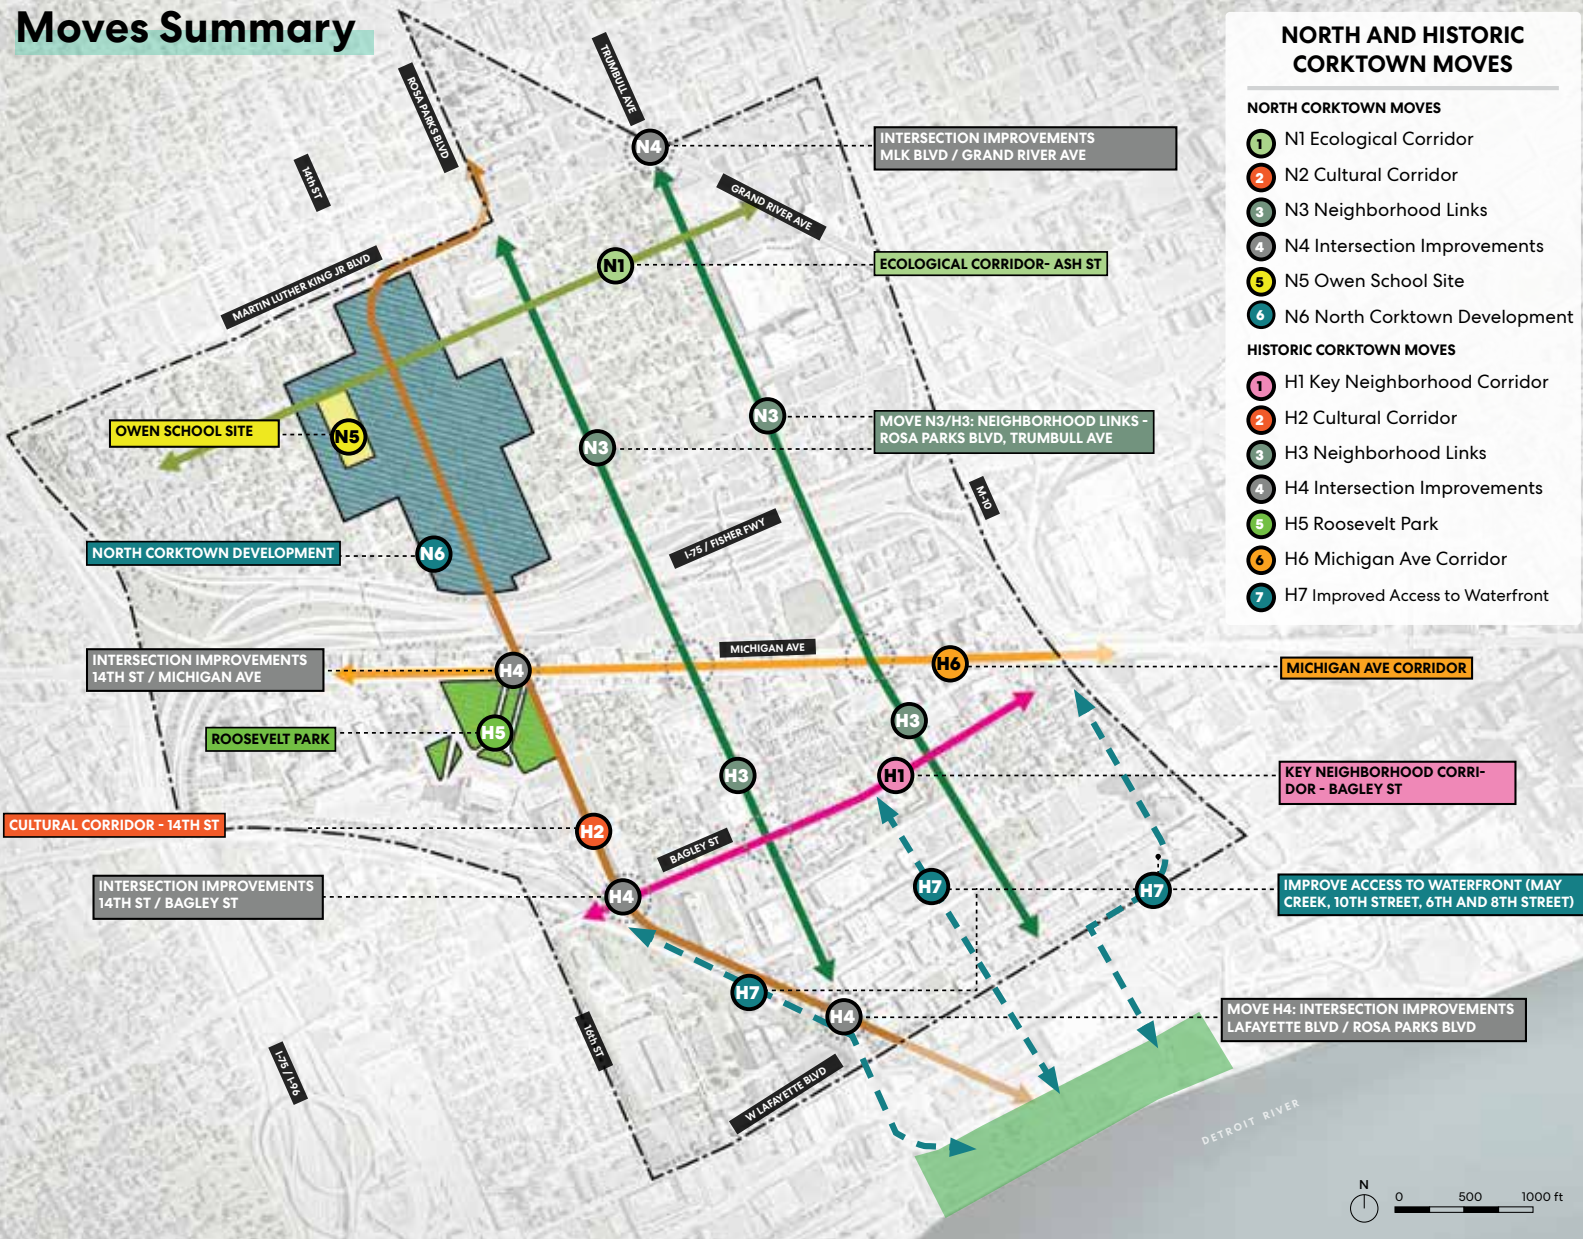 Moves Summary
NORTH AND HISTORIC
CORKTOWN MOVES
NORTH CORKTOWN MOVES
1 N1 Ecological Corridor
2 N2 Cultural Corridor
3 N3 Neighborhood Links
4 N4 Intersection Improvements
5 N5 Owen School Site
6 N6 North Corktown Development
HISTORIC CORKTOWN MOVES
1 H1 Key Neighborhood Corridor
2 H2 Cultural Corridor
3 H3 Neighborhood Links
4 H4 Intersection Improvements
5 H5 Roosevelt Park
6 H6 Michigan Ave Corridor
7 H7 Improved Access to Waterfront
TRUMBULL AVE
ROSA PARKS BLVD
14th ST
N4
INTERSECTION IMPROVEMENTS
MLK BLVD / GRAND RIVER AVE
GRAND RIVER AVE
MARTIN LUTHER KING JR BLVD
N1
ECOLOGICAL CORRIDOR- ASH ST
OWEN SCHOOL SITE
N5
N3
N3
MOVE N3/H3: NEIGHBORHOOD LINKS -
ROSA PARKS BLVD, TRUMBULL AVE
M-10
I-75 / FISHER FWY
NORTH CORKTOWN DEVELOPMENT
N6
INTERSECTION IMPROVEMENTS
14TH ST / MICHIGAN AVE
H4
MICHIGAN AVE
H6
MICHIGAN AVE CORRIDOR
ROOSEVELT PARK
H5
H3
H3
H1
KEY NEIGHBORHOOD CORRI-
DOR - BAGLEY ST
CULTURAL CORRIDOR - 14TH ST
H2
BAGLEY ST
INTERSECTION IMPROVEMENTS
14TH ST / BAGLEY ST
H4
H7
H7
IMPROVE ACCESS TO WATERFRONT (MAY
CREEK, 10TH STREET, 6TH AND 8TH STREET)
H7
H4
MOVE H4: INTERSECTION IMPROVEMENTS
LAFAYETTE BLVD / ROSA PARKS BLVD
16th ST
I-75 / I-96
W LAFAYETTE BLVD
DETROIT RIVER
N
0 500 1000 ft